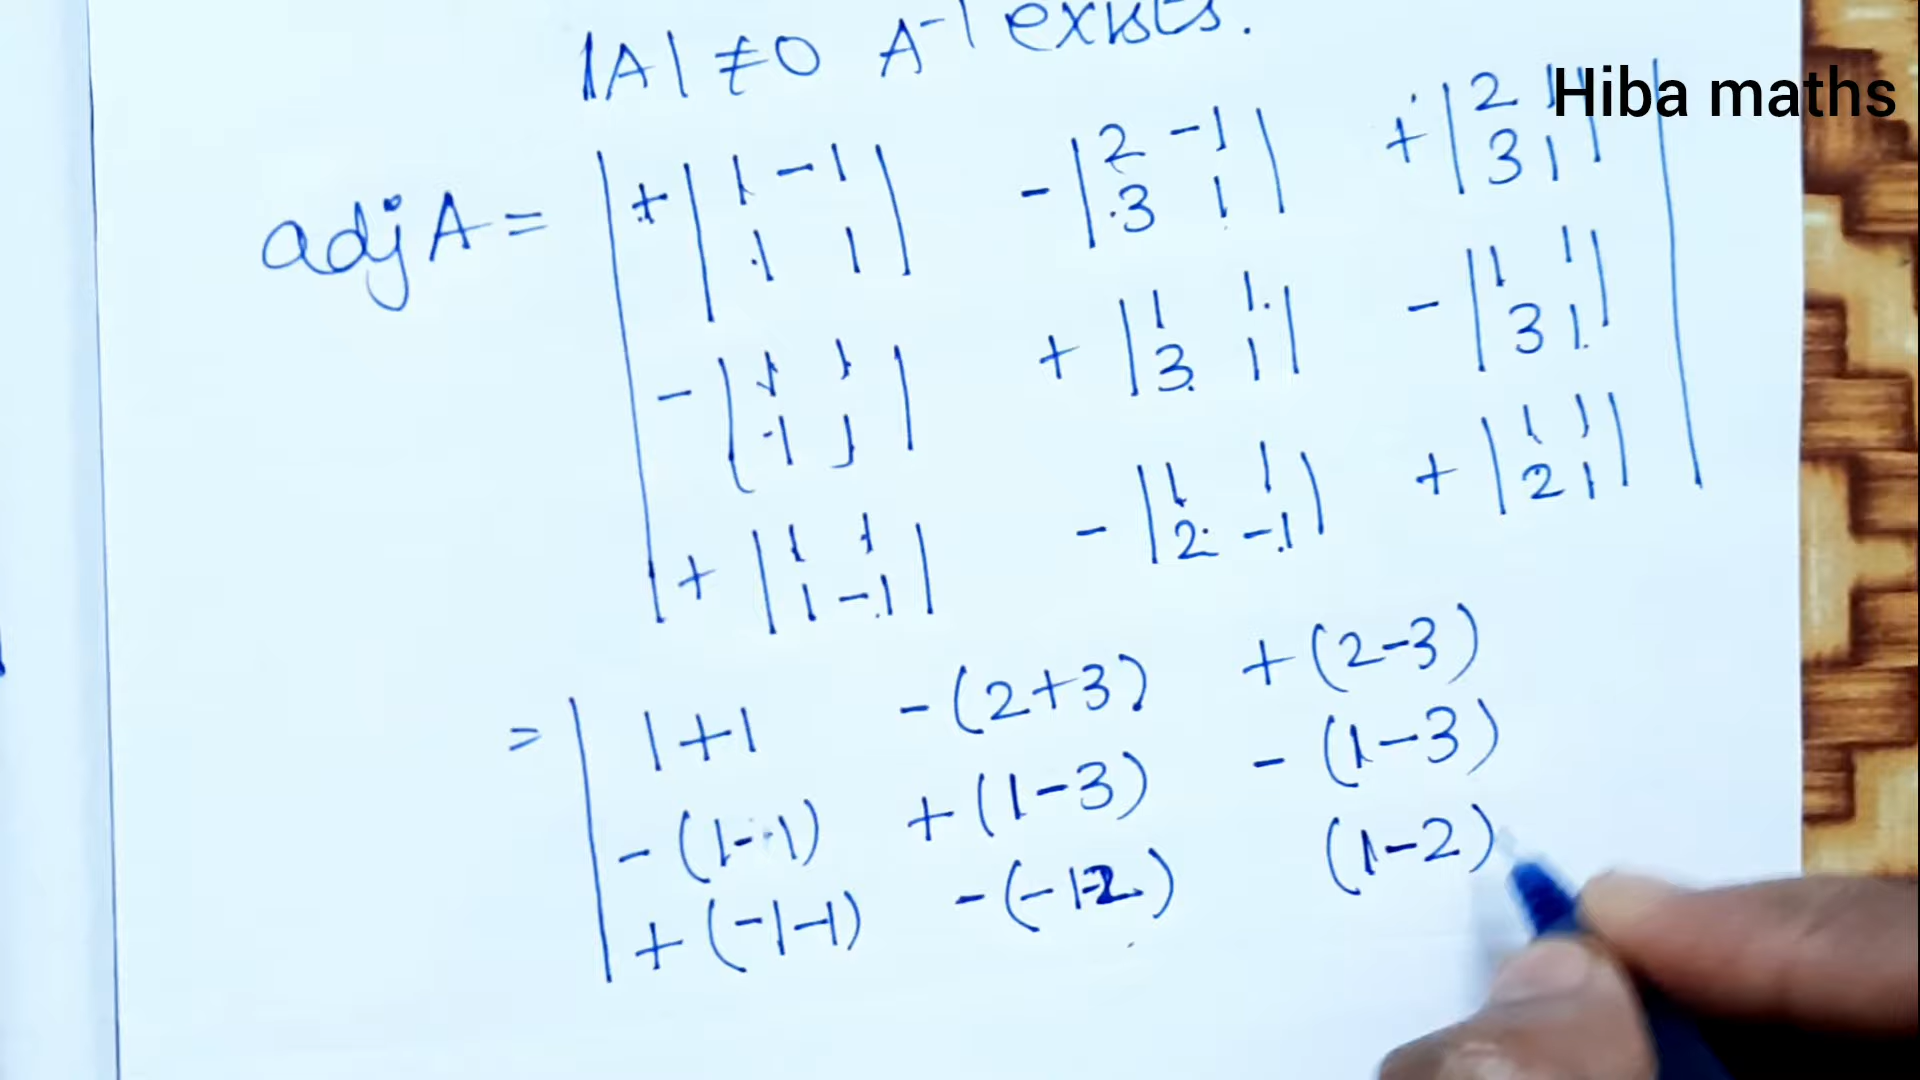 |A| ≠ 0 A⁻¹ exists.
Hiba maths
adj A = | + | 1 -1 | - | 2 -1 | + | 2 1 | |
| 1 1 | | 3 1 | | 3 1 |
- | 1 1 | + | 1 1 | - | 1 1 |
| 1 1 | | 3 1 | | 3 1 |
+ | 1 1 | - | 1 1 | + | 1 1 |
| 1 -1 | | 2 -1 | | 2 1 |
= | 1+1 -(2+3) +(2-3)
-(1-1) +(1-3) -(1-3)
+(-1-1) -(-1-2) (1-2)